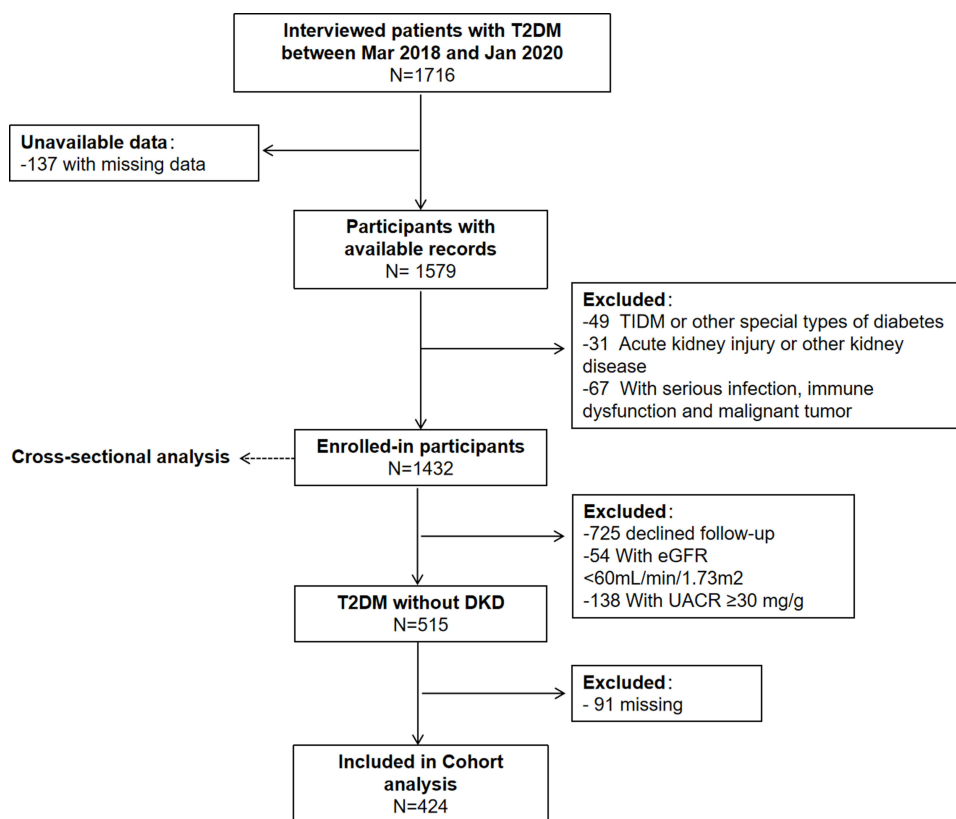 Interviewed patients with T2DM
between Mar 2018 and Jan 2020
N=1716
Unavailable data:
-137 with missing data
Participants with
available records
N= 1579
Excluded:
-49  TIDM or other special types of diabetes
-31  Acute kidney injury or other kidney
disease
-67  With serious infection, immune
dysfunction and malignant tumor
Enrolled-in participants
N=1432
Cross-sectional analysis
Excluded:
-725 declined follow-up
-54 With eGFR
<60mL/min/1.73m2
-138 With UACR ≥30 mg/g
T2DM without DKD
N=515
Excluded:
- 91 missing
Included in Cohort
analysis
N=424